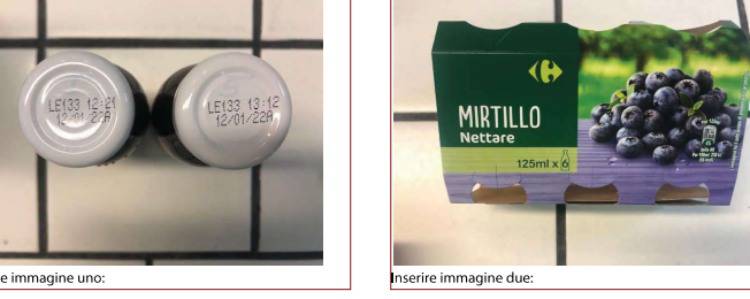 LE133 12:21
12/01/22A
LE133 13:12
12/01/22A
MIRTILLO
Nettare
125ml x 6
e immagine uno:
Inserire immagine due: